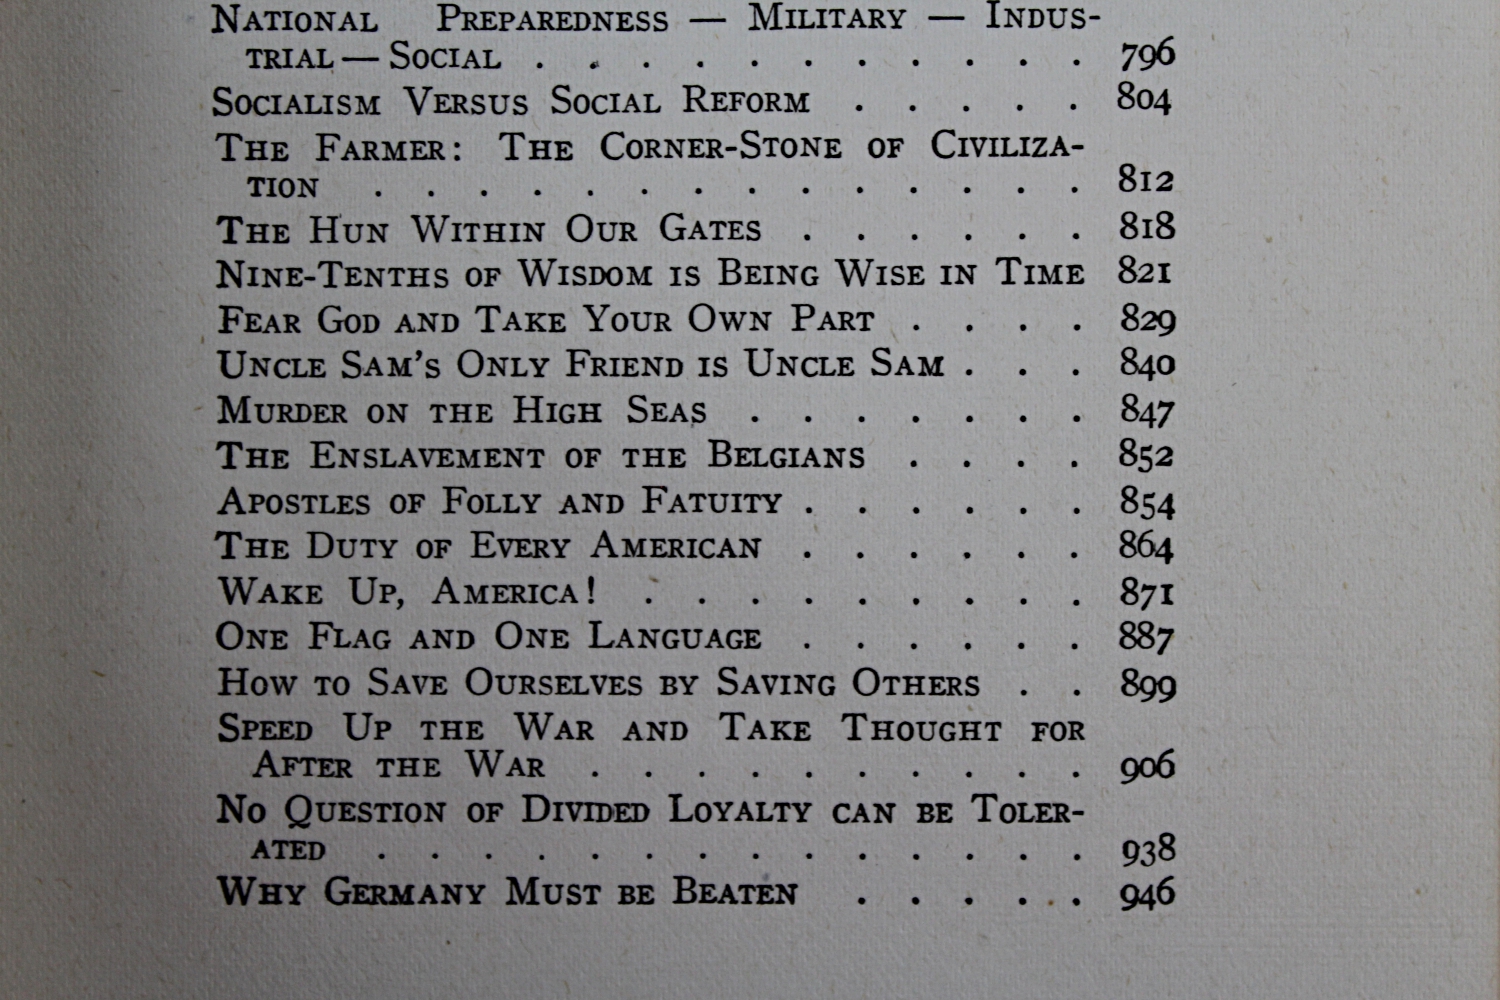 National Preparedness — Military — Indus-
trial — Social . . . . . . . . . . . 796
Socialism Versus Social Reform . . . . . 804
The Farmer: The Corner-Stone of Civiliza-
tion . . . . . . . . . . . . . . 812
The Hun Within Our Gates . . . . . . 818
Nine-Tenths of Wisdom is Being Wise in Time 821
Fear God and Take Your Own Part . . . . 829
Uncle Sam's Only Friend is Uncle Sam . . . 840
Murder on the High Seas . . . . . . . 847
The Enslavement of the Belgians . . . . 852
Apostles of Folly and Fatuity . . . . . . 854
The Duty of Every American . . . . . . 864
Wake Up, America! . . . . . . . . . 871
One Flag and One Language . . . . . . 887
How to Save Ourselves by Saving Others . . 899
Speed Up the War and Take Thought for
After the War . . . . . . . . . . 906
No Question of Divided Loyalty can be Toler-
ated . . . . . . . . . . . . . . 938
Why Germany Must be Beaten . . . . . 946